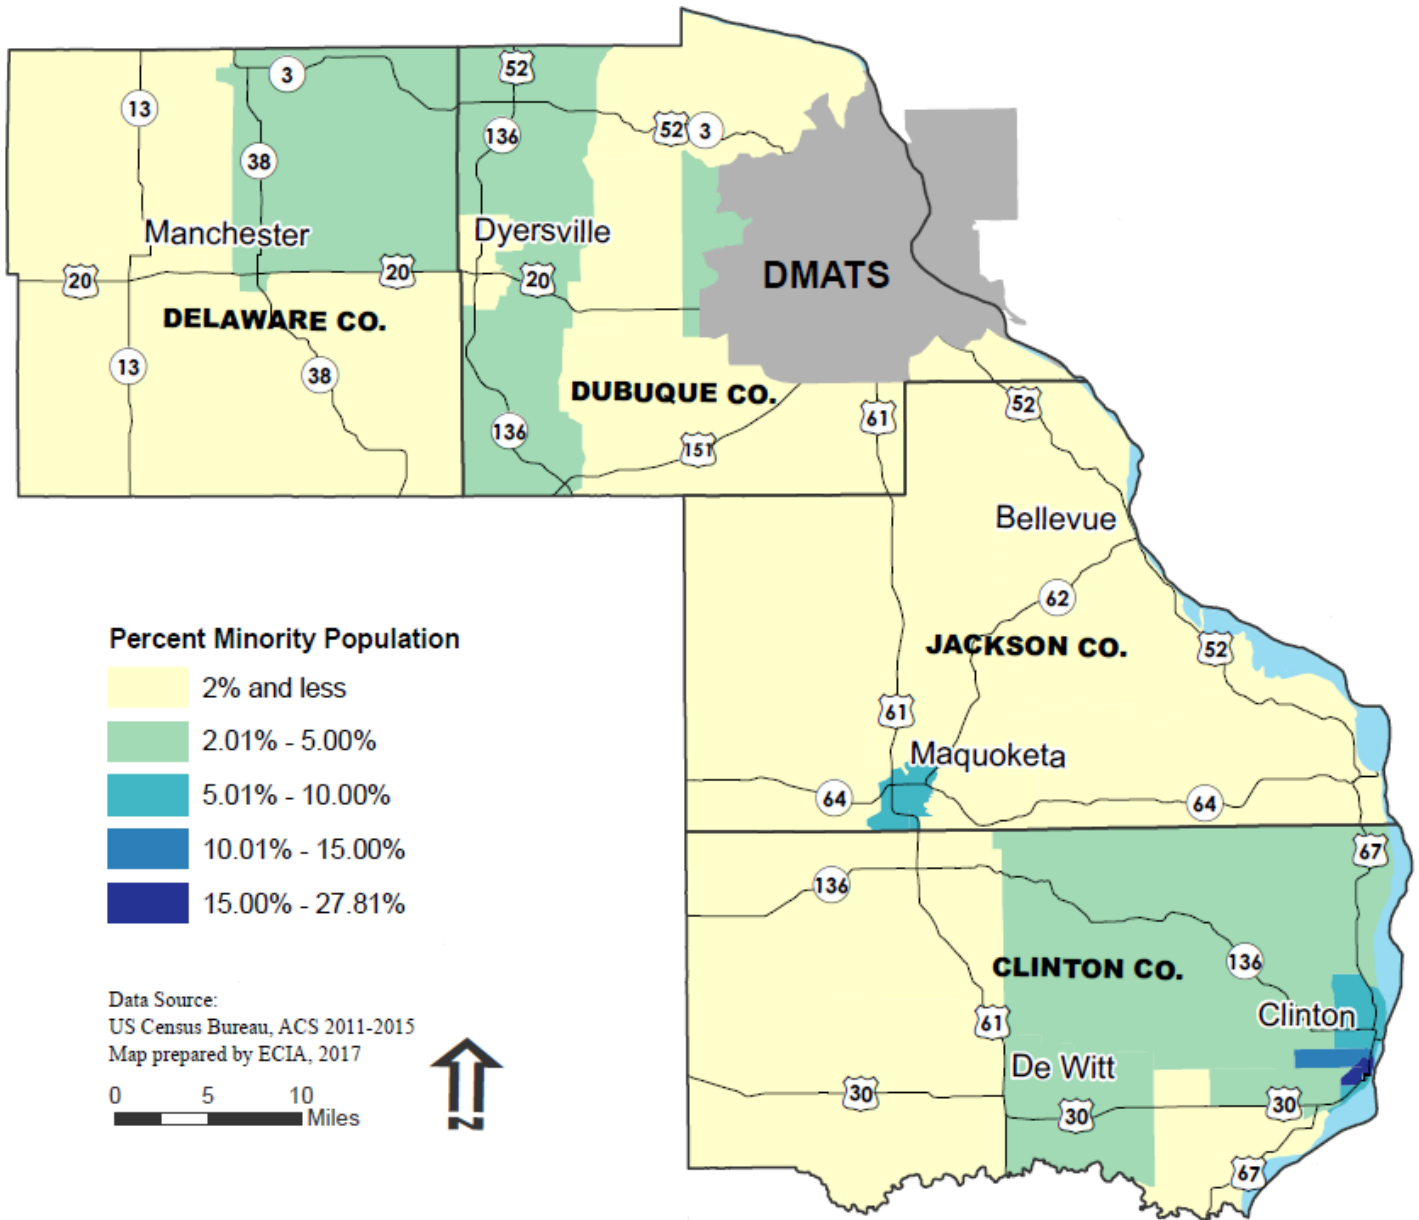 52
3
13
136
52 3
38
Manchester
Dyersville
20
20
20
DMATS
DELAWARE CO.
13
38
DUBUQUE CO.
52
61
136
151
Bellevue
62
JACKSON CO.
52
61
Maquoketa
64
64
67
136
CLINTON CO.
136
Clinton
61
De Witt
30
30
30
67
Percent Minority Population
2% and less
2.01% - 5.00%
5.01% - 10.00%
10.01% - 15.00%
15.00% - 27.81%
Data Source:
US Census Bureau, ACS 2011-2015
Map prepared by ECIA, 2017
0 5 10
Miles
N